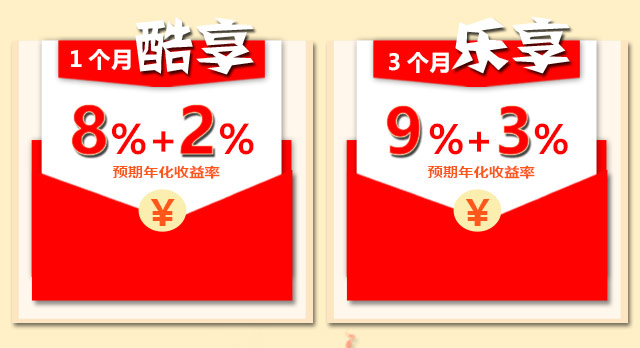 1个月酷享
8%+2%
预期年化收益率
¥
3个月乐享
9%+3%
预期年化收益率
¥